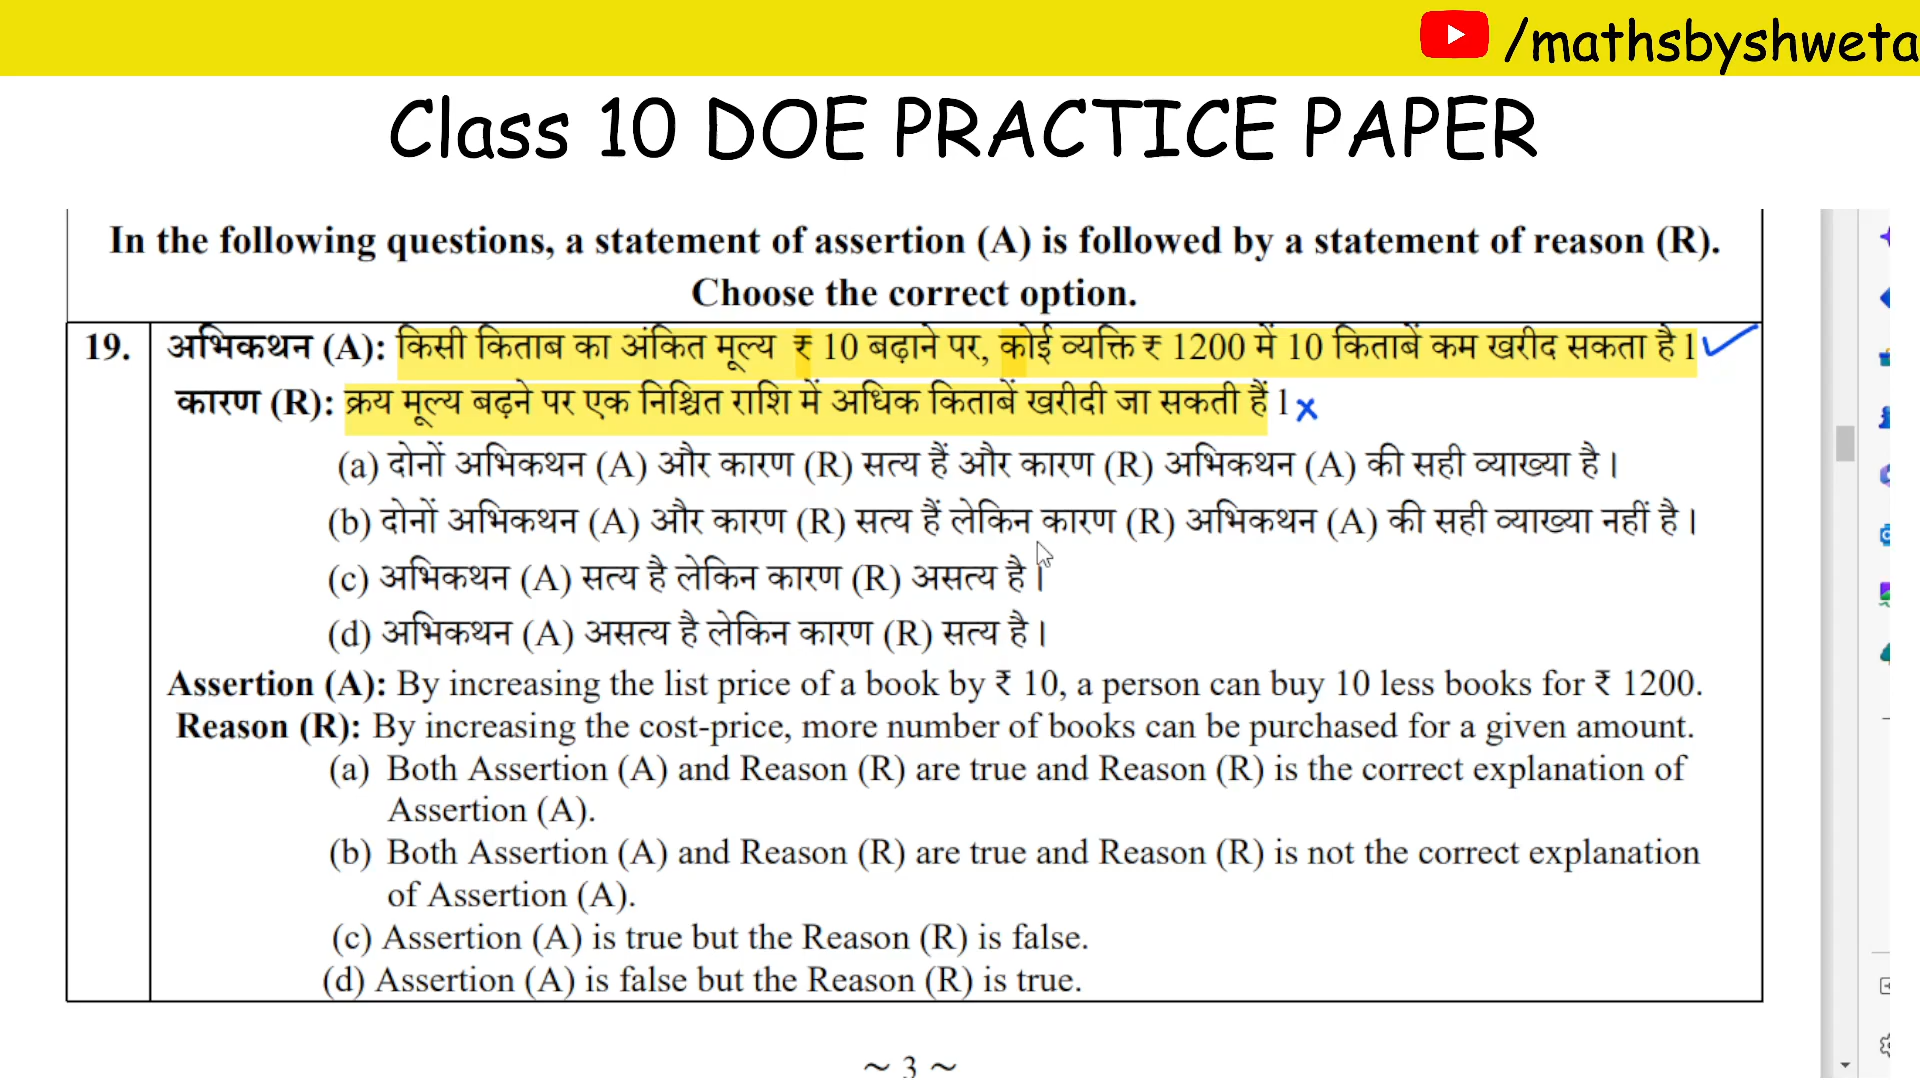 /mathsbyshweta
Class 10 DOE PRACTICE PAPER
In the following questions, a statement of assertion (A) is followed by a statement of reason (R).
Choose the correct option.
19. अभिकथन (A): किसी किताब का अंकित मूल्य ₹ 10 बढ़ाने पर, कोई व्यक्ति ₹ 1200 में 10 किताबें कम खरीद सकता है l
कारण (R): क्रय मूल्य बढ़ने पर एक निश्चित राशि में अधिक किताबें खरीदी जा सकती हैं l
(a) दोनों अभिकथन (A) और कारण (R) सत्य हैं और कारण (R) अभिकथन (A) की सही व्याख्या है।
(b) दोनों अभिकथन (A) और कारण (R) सत्य हैं लेकिन कारण (R) अभिकथन (A) की सही व्याख्या नहीं है।
(c) अभिकथन (A) सत्य है लेकिन कारण (R) असत्य है।
(d) अभिकथन (A) असत्य है लेकिन कारण (R) सत्य है।
Assertion (A): By increasing the list price of a book by ₹ 10, a person can buy 10 less books for ₹ 1200.
Reason (R): By increasing the cost-price, more number of books can be purchased for a given amount.
(a) Both Assertion (A) and Reason (R) are true and Reason (R) is the correct explanation of
Assertion (A).
(b) Both Assertion (A) and Reason (R) are true and Reason (R) is not the correct explanation
of Assertion (A).
(c) Assertion (A) is true but the Reason (R) is false.
(d) Assertion (A) is false but the Reason (R) is true.
~ 3 ~